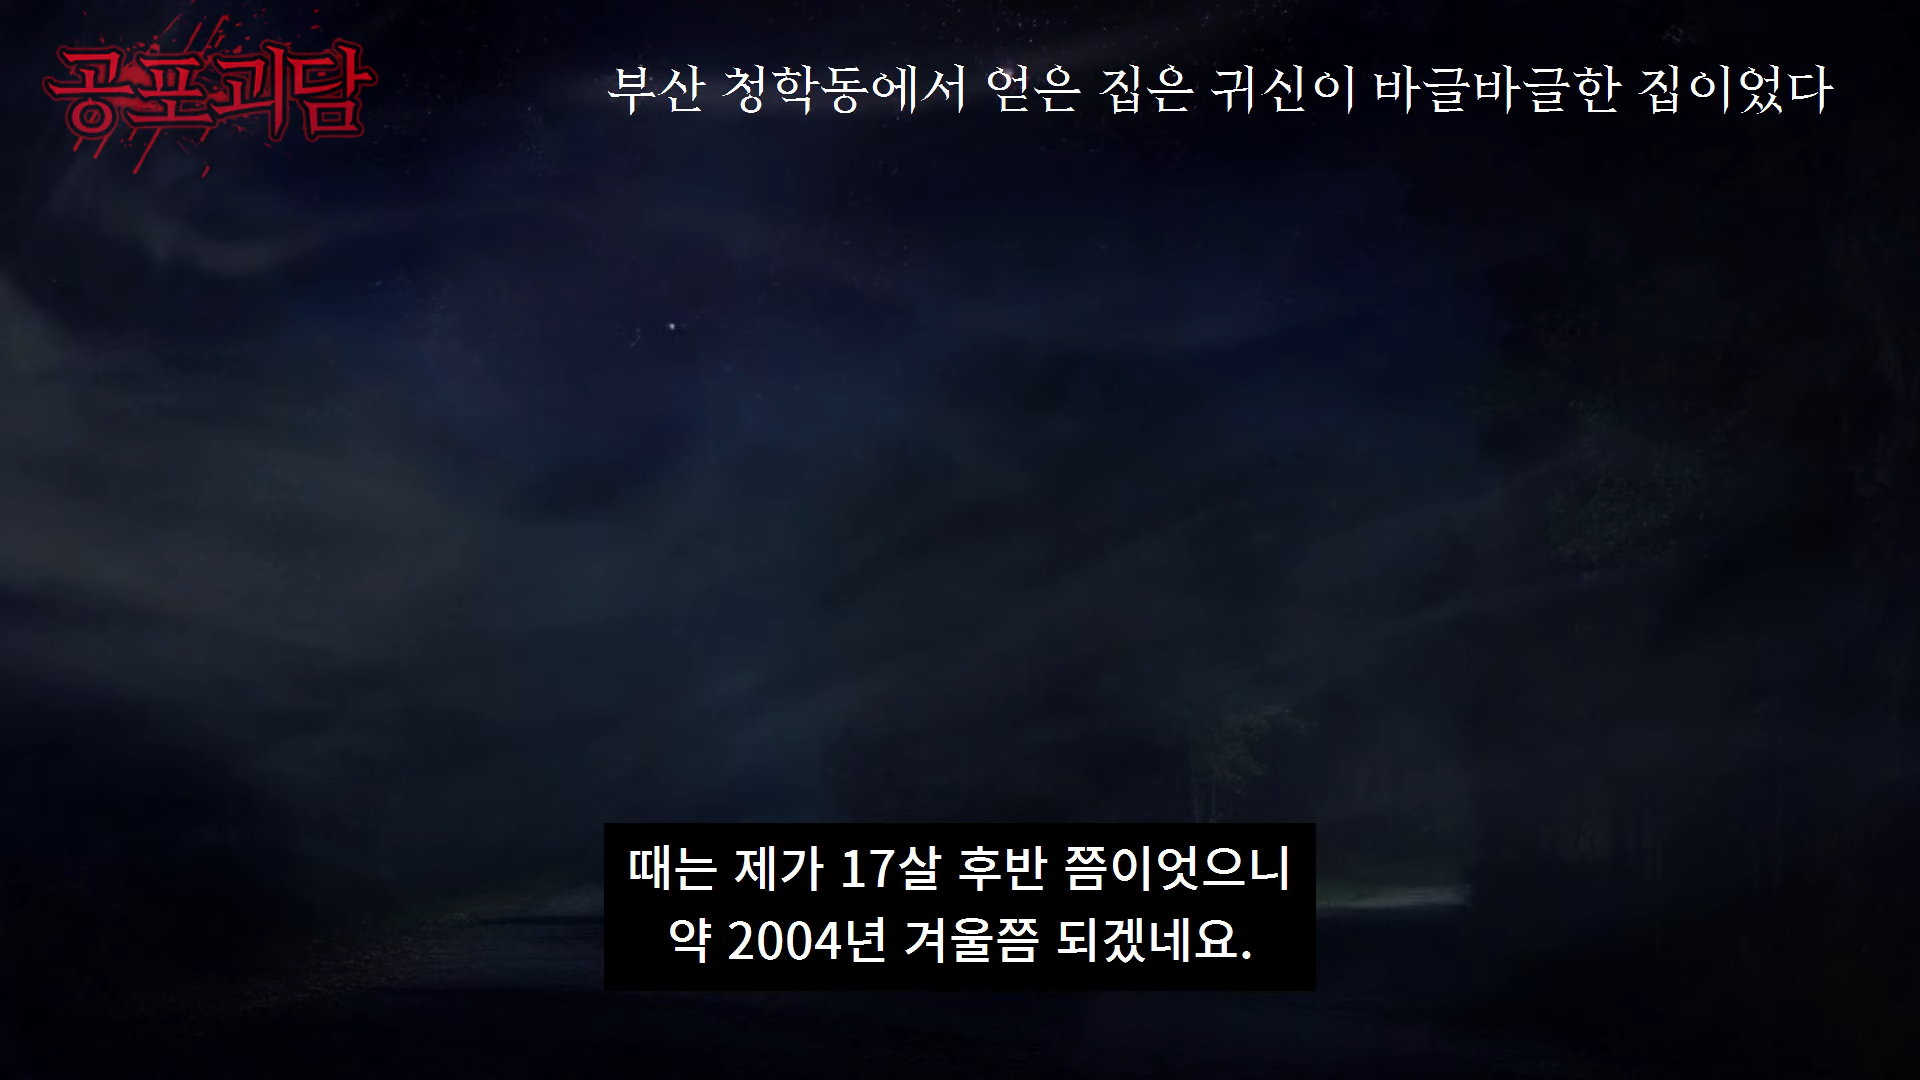 공포괴담
부산 청학동에서 얻은 집은 귀신이 바글바글한 집이었다
때는 제가 17살 후반 쯤이엇으니
약 2004년 겨울쯤 되겠네요.